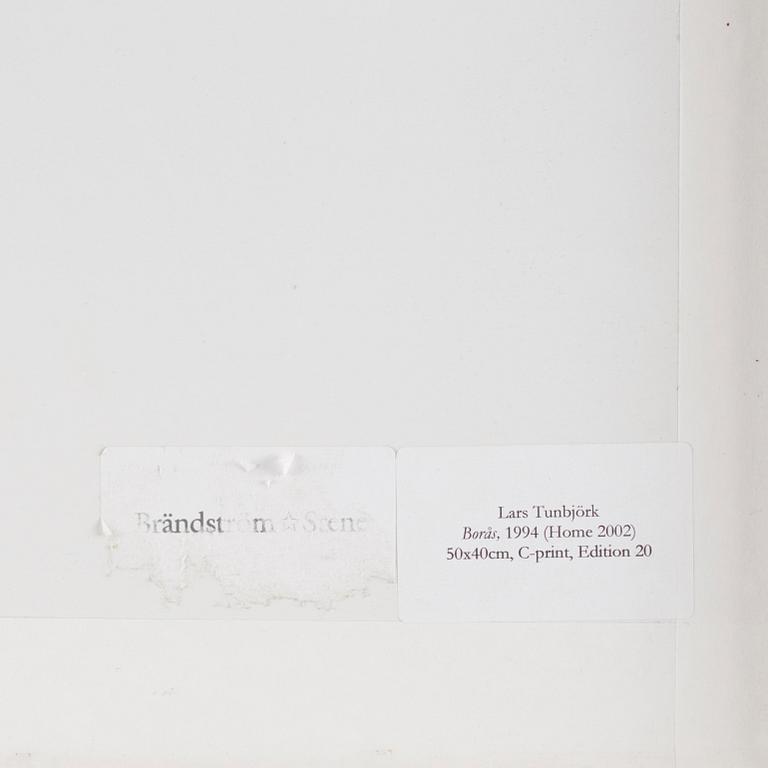 Brändström ☆ Stene
Lars Tunbjörk
Borås, 1994 (Home 2002)
50x40cm, C-print, Edition 20